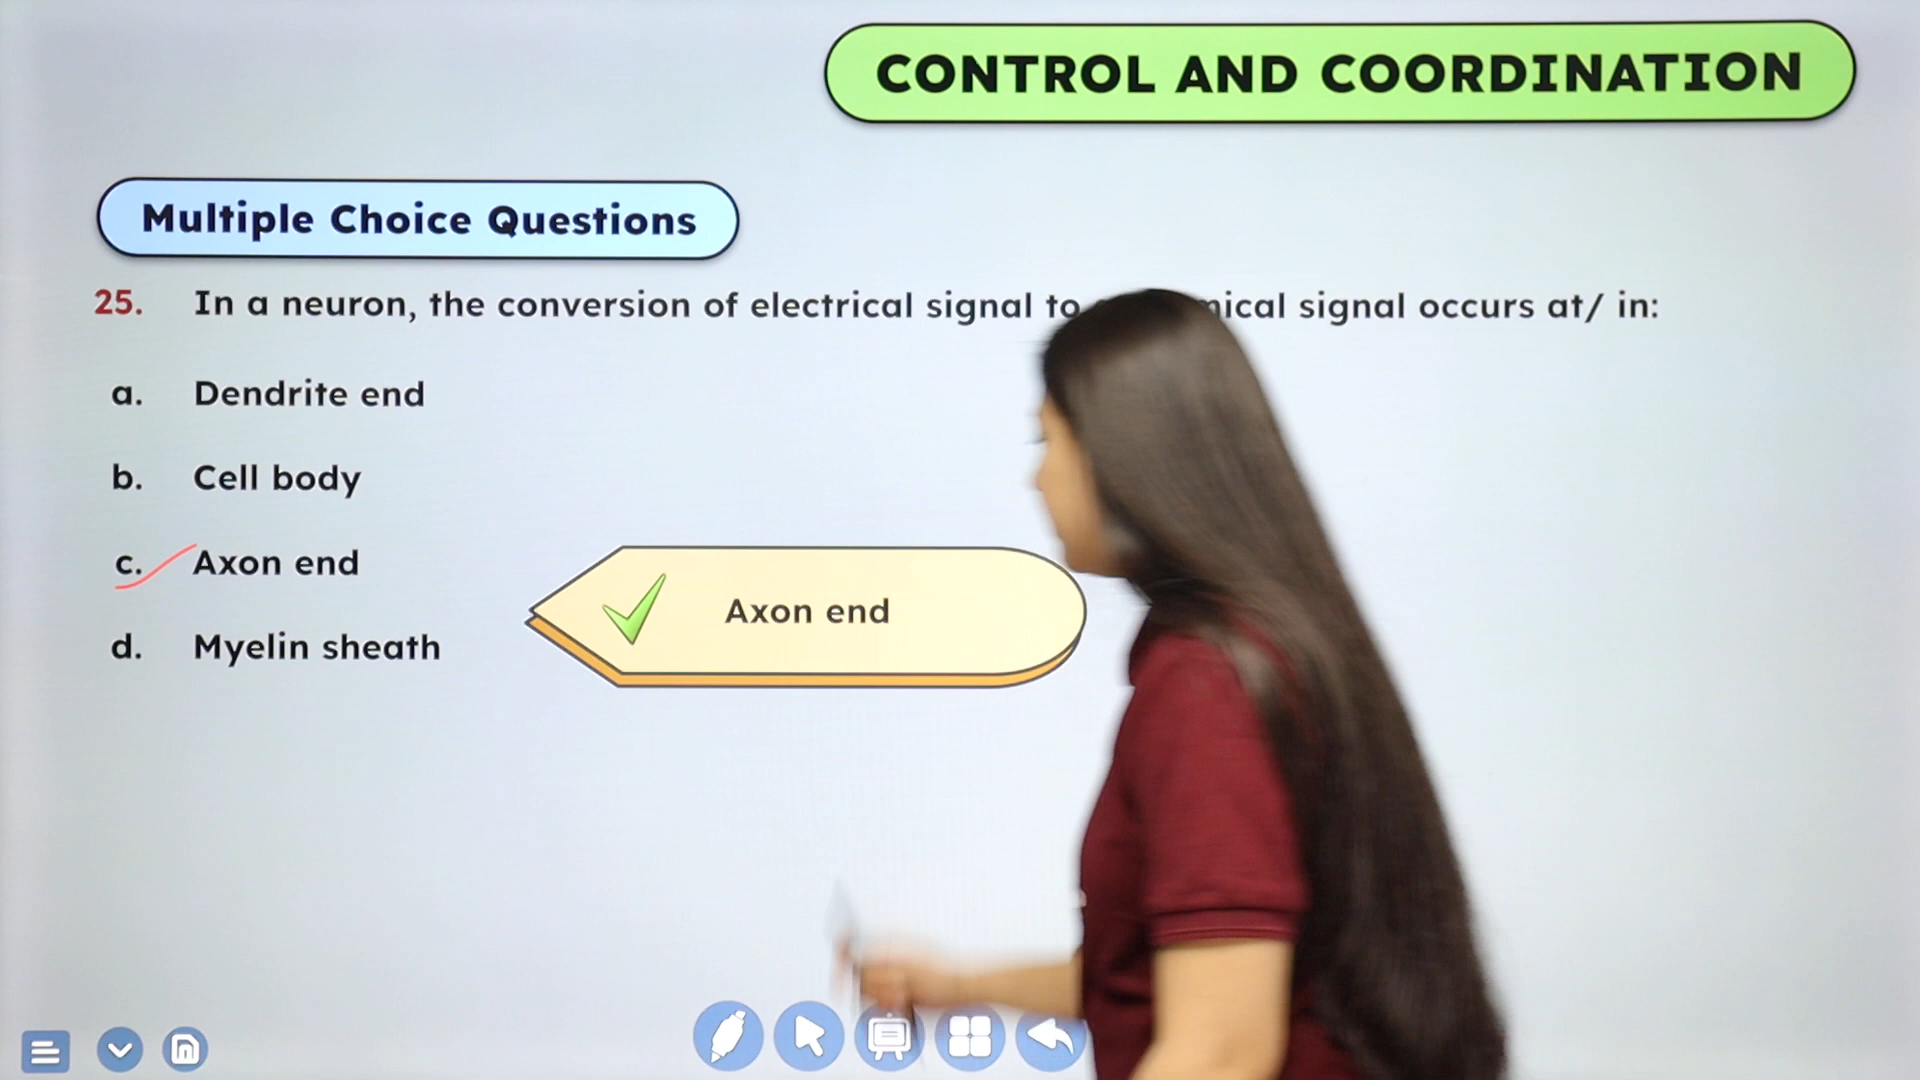 CONTROL AND COORDINATION
Multiple Choice Questions
25. In a neuron, the conversion of electrical signal to signal occurs at/ in:
a. Dendrite end
b. Cell body
c. Axon end
Axon end
d. Myelin sheath